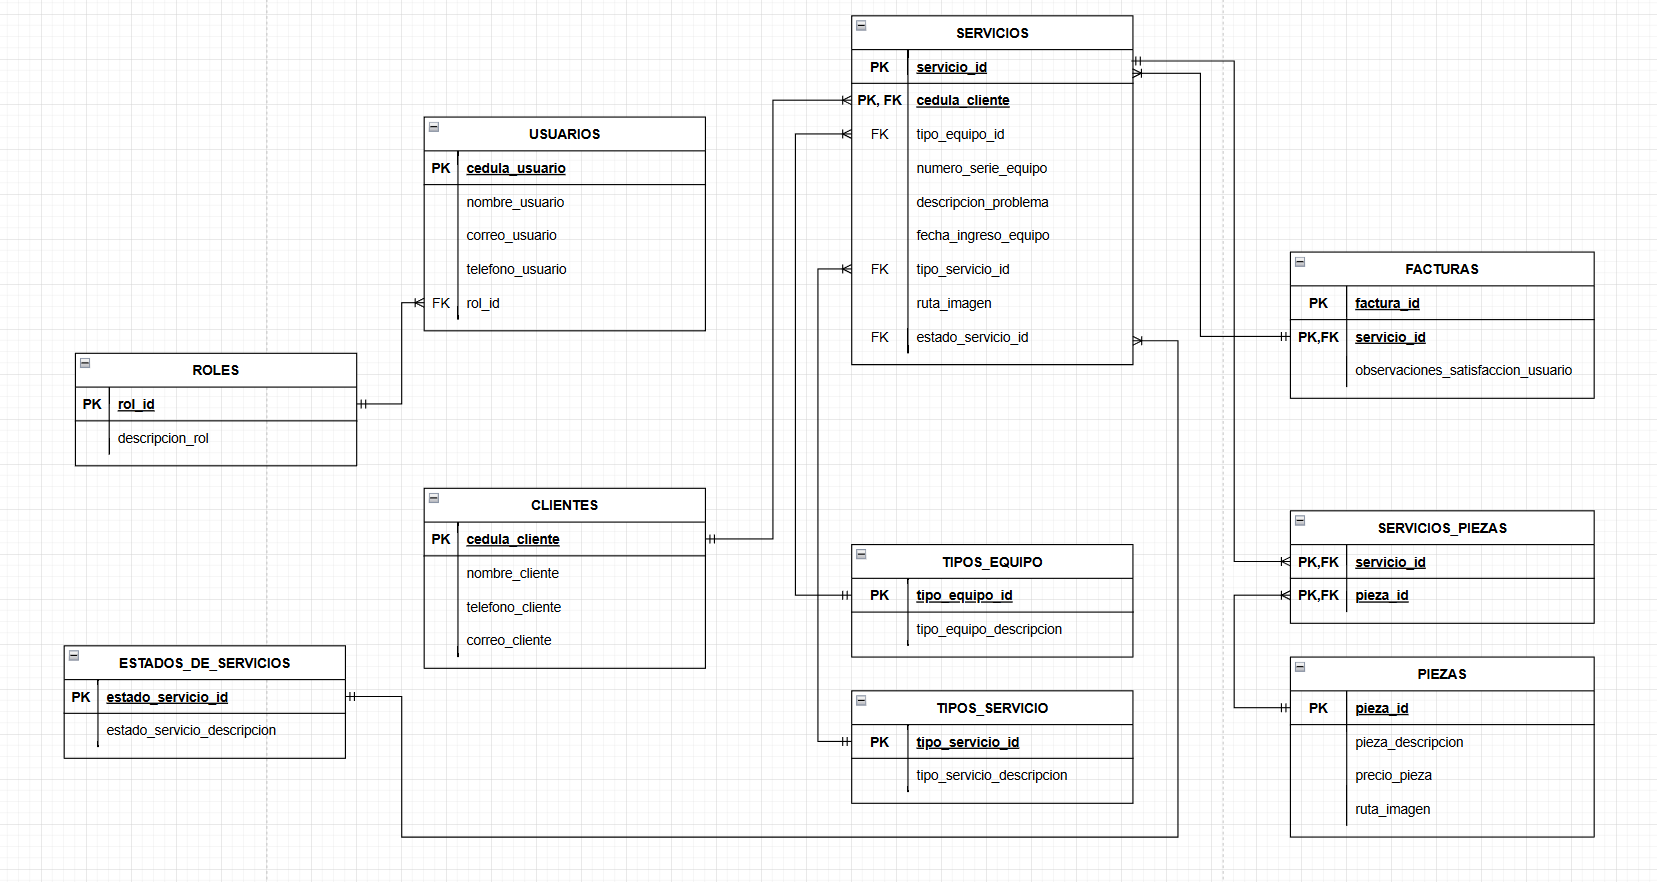 SERVICIOS
PK servicio_id
PK, FK cedula_cliente
FK tipo_equipo_id
numero_serie_equipo
descripcion_problema
fecha_ingreso_equipo
FK tipo_servicio_id
ruta_imagen
FK estado_servicio_id
USUARIOS
PK cedula_usuario
nombre_usuario
correo_usuario
telefono_usuario
FK rol_id
FACTURAS
PK factura_id
PK,FK servicio_id
observaciones_satisfaccion_usuario
ROLES
PK rol_id
descripcion_rol
CLIENTES
PK cedula_cliente
nombre_cliente
telefono_cliente
correo_cliente
SERVICIOS_PIEZAS
PK,FK servicio_id
PK,FK pieza_id
TIPOS_EQUIPO
PK tipo_equipo_id
tipo_equipo_descripcion
ESTADOS_DE_SERVICIOS
PK estado_servicio_id
estado_servicio_descripcion
PIEZAS
PK pieza_id
pieza_descripcion
precio_pieza
ruta_imagen
TIPOS_SERVICIO
PK tipo_servicio_id
tipo_servicio_descripcion